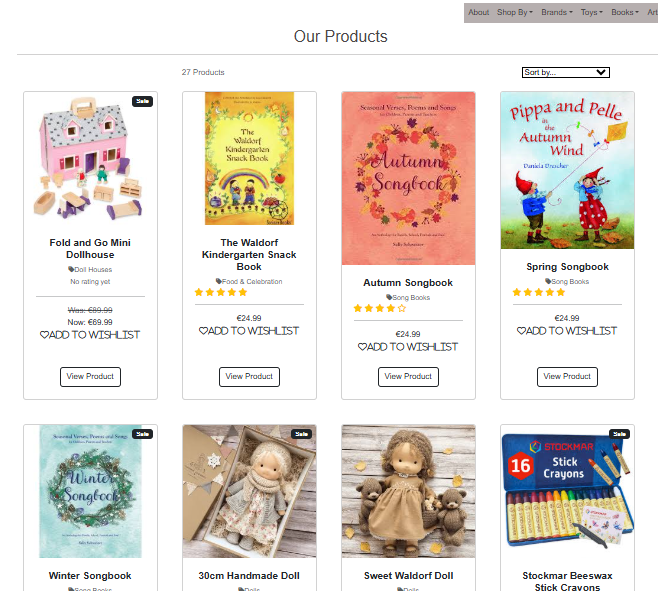 About Shop By Brands Toys Books Art
Our Products
27 Products
Sort by...
Sale
Fold and Go Mini
Dollhouse
Doll Houses
No rating yet
Was: €89.99
Now: €69.99
ADD TO WISHLIST
View Product
The
Waldorf
Kindergarten
Snack
Book
The Waldorf
Kindergarten Snack
Book
Food & Celebration
€24.99
ADD TO WISHLIST
View Product
Seasonal Verses, Poems and Songs
for Children, Parents and Teachers
Autumn
Songbook
Sally Schweizer
Autumn Songbook
Song Books
€24.99
ADD TO WISHLIST
View Product
Pippa and Pelle
in the
Autumn
Wind
Daniela Drescher
Spring Songbook
Song Books
€24.99
ADD TO WISHLIST
View Product
Sale
Seasonal Verses, Poems and Songs
Winter
Songbook
Winter Songbook
Song Books
Sale
30cm Handmade Doll
Dolls
Sweet Waldorf Doll
Dolls
Sale
STOCKMAR
16
Stick
Crayons
Stockmar Beeswax
Stick Crayons